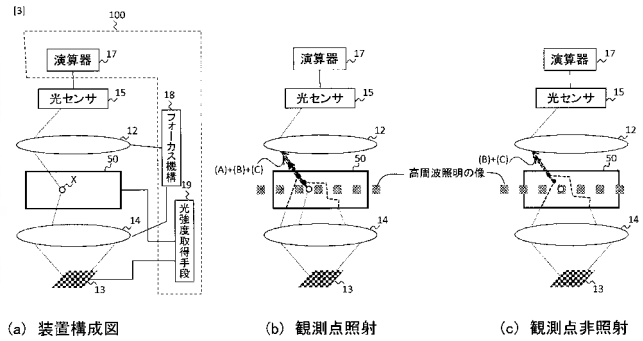 [3]
100
演算器
17
光センサ
15
12
18
フォーカス機構
50
X
19
光強度取得手段
14
13
(a) 装置構成図
演算器
17
光センサ
15
12
(A)+(B)+(C)
50
高周波照明の像
14
13
(b) 観測点照射
演算器
17
光センサ
15
12
(B)+(C)
50
14
13
(c) 観測点非照射